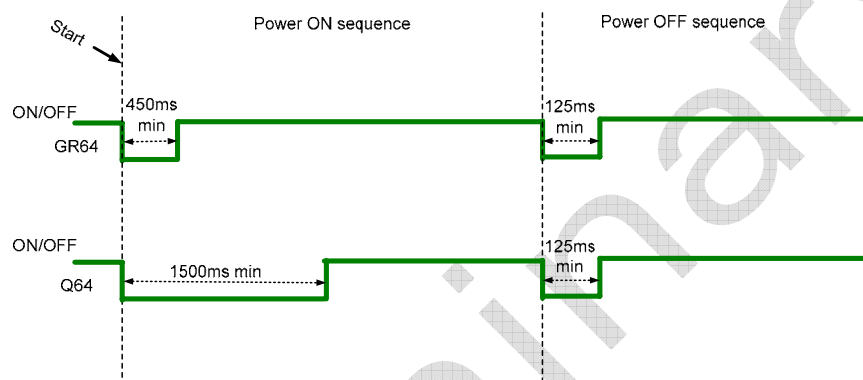 Start
Power ON sequence
Power OFF sequence
ON/OFF
GR64
450ms
min
125ms
min
ON/OFF
Q64
1500ms min
125ms
min